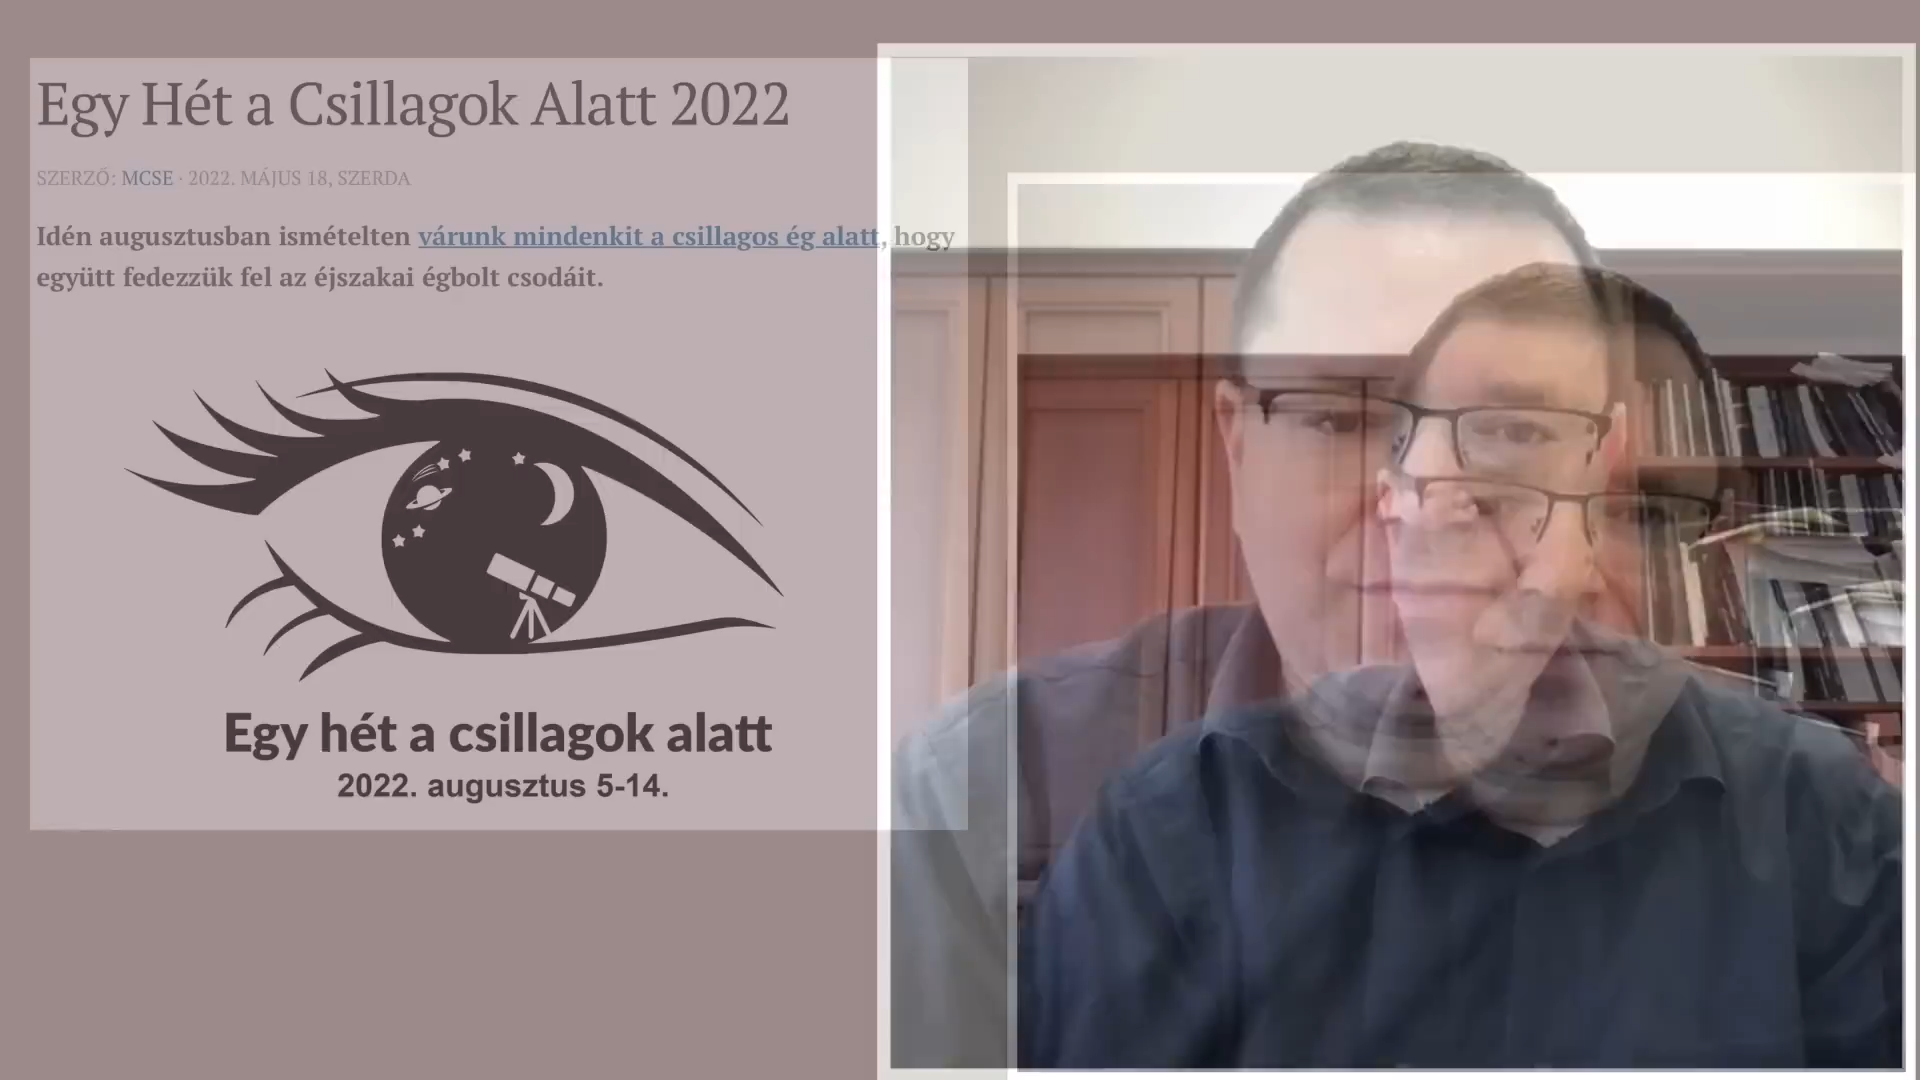 Egy Hét a Csillagok Alatt 2022
SZERZŐ: MCSE · 2022. MÁJUS 18, SZERDA
Idén augusztusban ismételten várunk mindenkit a csillagos ég alatt, hogy
együtt fedezzük fel az éjszakai égbolt csodáit.
Egy hét a csillagok alatt
2022. augusztus 5-14.